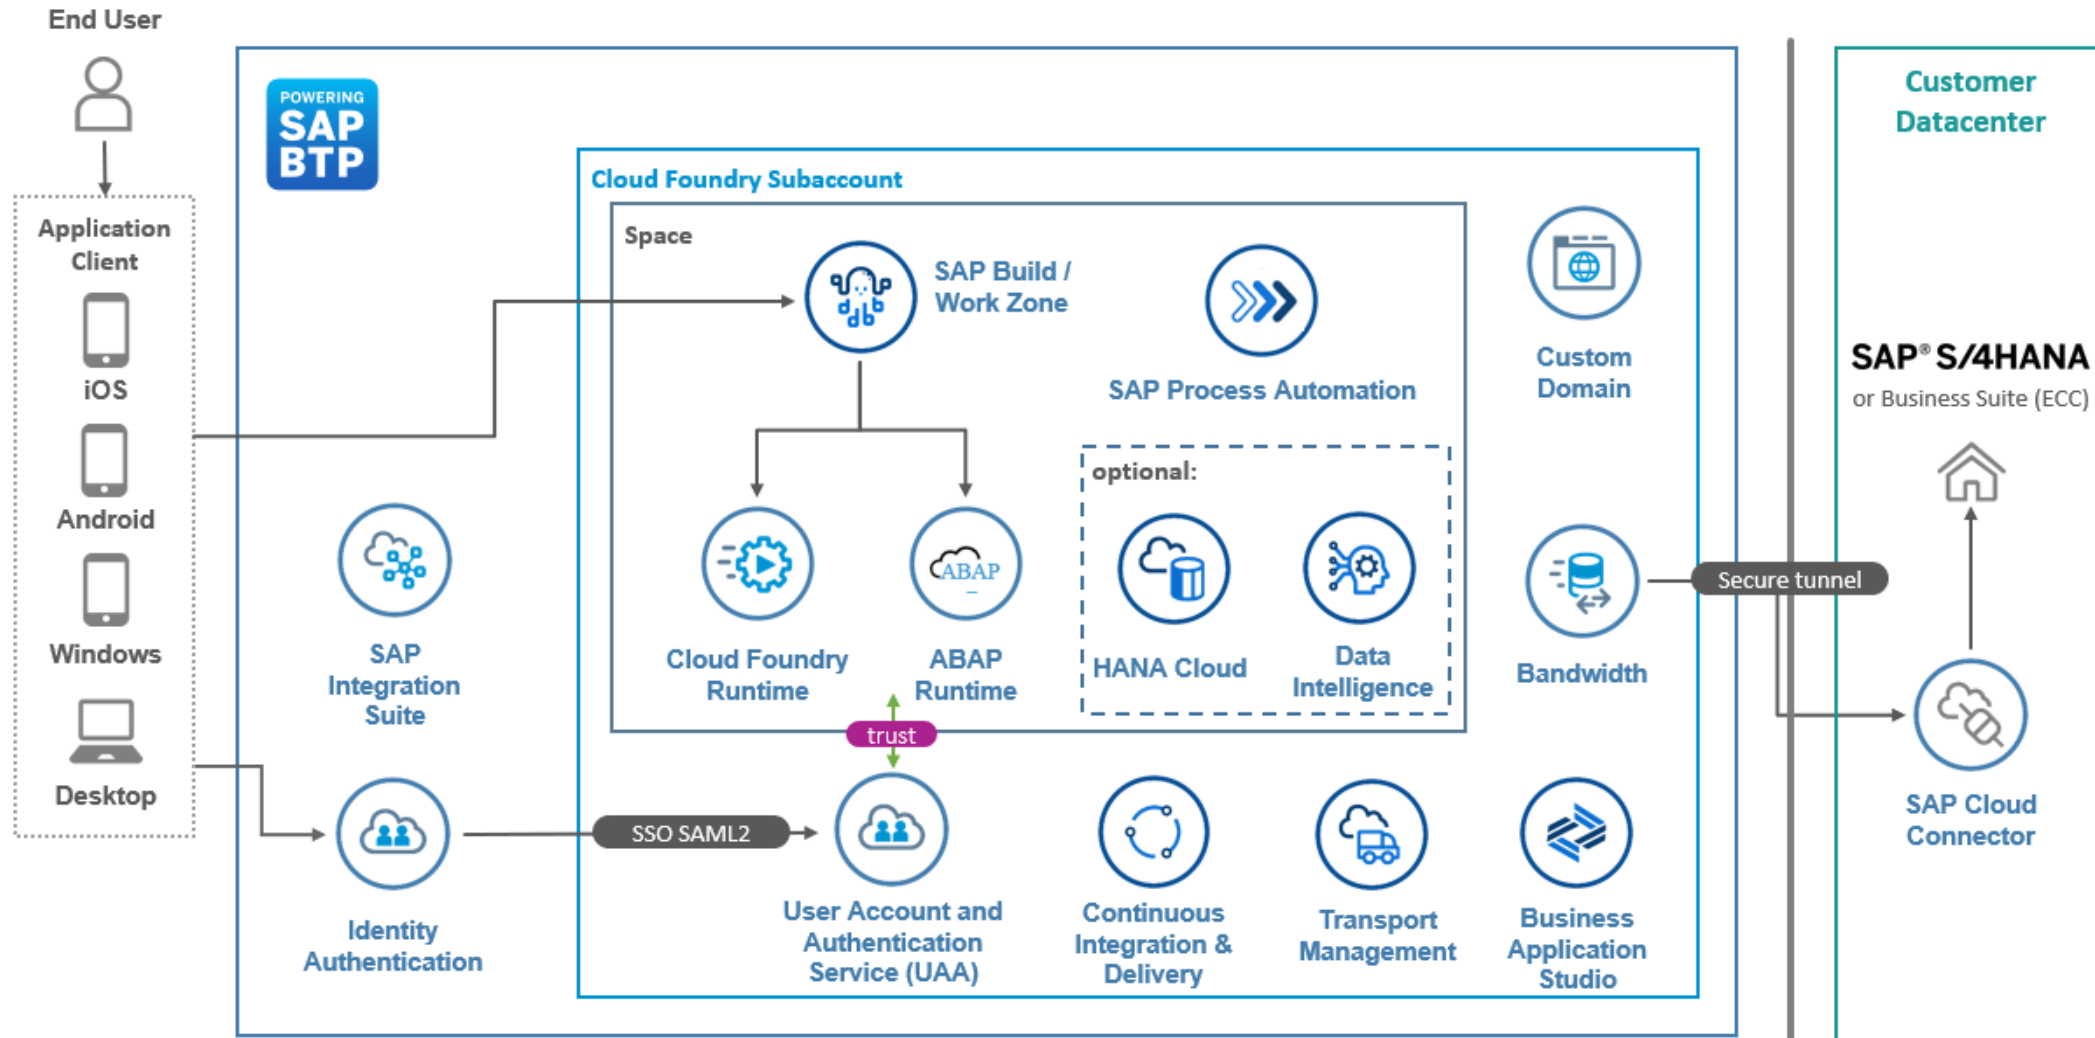 End User
POWERING
SAP
BTP
Customer
Datacenter
Cloud Foundry Subaccount
Application
Client
Space
SAP Build /
Work Zone
SAP Process Automation
Custom
Domain
SAP® S/4HANA
or Business Suite (ECC)
iOS
Android
Windows
Desktop
optional:
ABAP
Cloud Foundry
Runtime
ABAP
Runtime
HANA Cloud
Data
Intelligence
Bandwidth
Secure tunnel
SAP
Integration
Suite
trust
SSO SAML2
Identity
Authentication
User Account and
Authentication
Service (UAA)
Continuous
Integration &
Delivery
Transport
Management
Business
Application
Studio
SAP Cloud
Connector